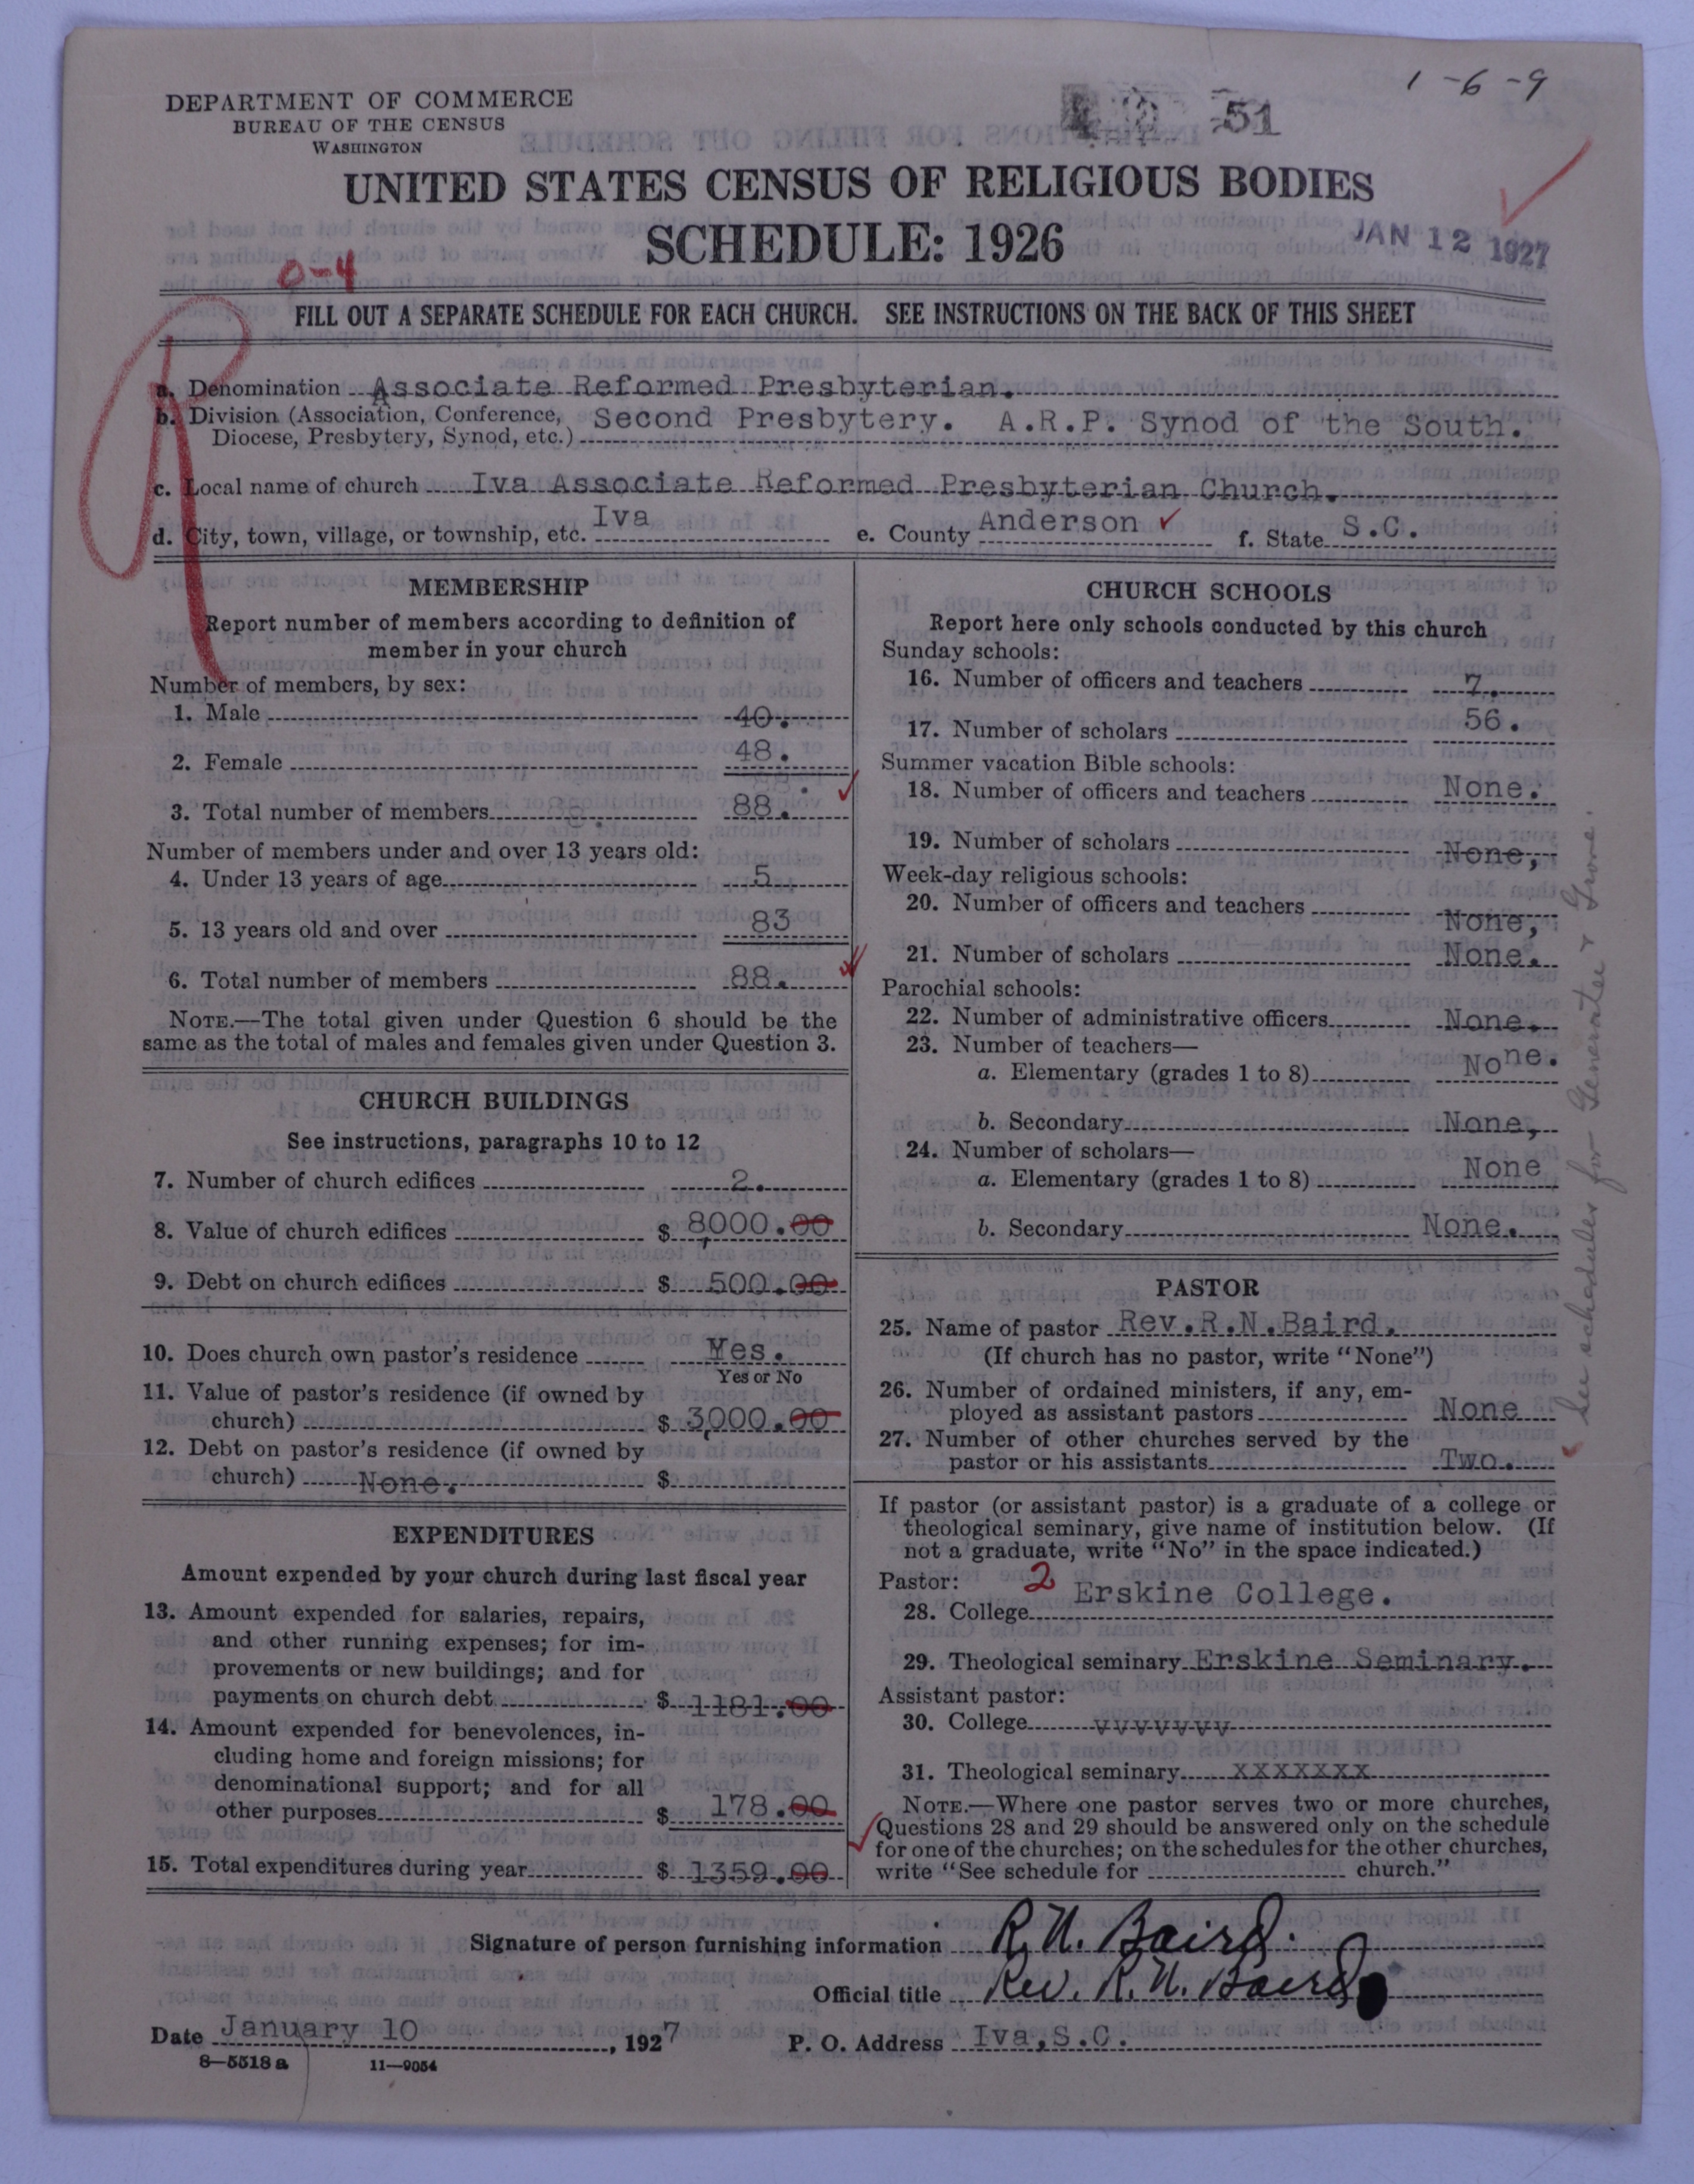 1-6-9
DEPARTMENT OF COMMERCE
BUREAU OF THE CENSUS
WASHINGTON
51
UNITED STATES CENSUS OF RELIGIOUS BODIES
SCHEDULE: 1926
JAN 12 1927
0-4
FILL OUT A SEPARATE SCHEDULE FOR EACH CHURCH. SEE INSTRUCTIONS ON THE BACK OF THIS SHEET
R
a. Denomination Associate Reformed Presbyterian.
b. Division (Association, Conference, Diocese, Presbytery, Synod, etc.) Second Presbytery. A.R.P. Synod of the South.
c. Local name of church Iva Associate Reformed Presbyterian Church.
d. City, town, village, or township, etc. Iva e. County Anderson f. State S.C.
MEMBERSHIP
Report number of members according to definition of
member in your church
Number of members, by sex:
1. Male 40.
2. Female 48.
3. Total number of members 88.
Number of members under and over 13 years old:
4. Under 13 years of age 5
5. 13 years old and over 83
6. Total number of members 88.
NOTE.—The total given under Question 6 should be the
same as the total of males and females given under Question 3.
CHURCH BUILDINGS
See instructions, paragraphs 10 to 12
7. Number of church edifices 2.
8. Value of church edifices $ 8,000.00
9. Debt on church edifices $ 500.00
10. Does church own pastor's residence Yes.
Yes or No
11. Value of pastor's residence (if owned by
church) $ 3,000.00
12. Debt on pastor's residence (if owned by
church) None. $
EXPENDITURES
Amount expended by your church during last fiscal year
13. Amount expended for salaries, repairs,
and other running expenses; for im-
provements or new buildings; and for
payments on church debt $ 1181.00
14. Amount expended for benevolences, in-
cluding home and foreign missions; for
denominational support; and for all
other purposes $ 178.00
15. Total expenditures during year $ 1359.00
CHURCH SCHOOLS
Report here only schools conducted by this church
Sunday schools:
16. Number of officers and teachers 7.
17. Number of scholars 56.
Summer vacation Bible schools:
18. Number of officers and teachers None.
19. Number of scholars None,
Week-day religious schools:
20. Number of officers and teachers None,
21. Number of scholars None.
Parochial schools:
22. Number of administrative officers None.
23. Number of teachers—
a. Elementary (grades 1 to 8) None.
b. Secondary None,
24. Number of scholars—
a. Elementary (grades 1 to 8) None
b. Secondary None.
PASTOR
25. Name of pastor Rev.R.N.Baird.
(If church has no pastor, write "None")
26. Number of ordained ministers, if any, em-
ployed as assistant pastors None
27. Number of other churches served by the
pastor or his assistants Two.
See schedules for Generatee & Grove.
If pastor (or assistant pastor) is a graduate of a college or
theological seminary, give name of institution below. (If
not a graduate, write "No" in the space indicated.)
Pastor: 2
28. College Erskine College.
29. Theological seminary Erskine Seminary.
Assistant pastor:
30. College vvvvvvv
31. Theological seminary xxxxxxx
NOTE.—Where one pastor serves two or more churches,
Questions 28 and 29 should be answered only on the schedule
for one of the churches; on the schedules for the other churches,
write "See schedule for church."
Signature of person furnishing information R.N. Baird.
Official title Rev. R.N. Baird
Date January 10, 1927 P. O. Address Iva, S.C.
8—5518 a 11—9054